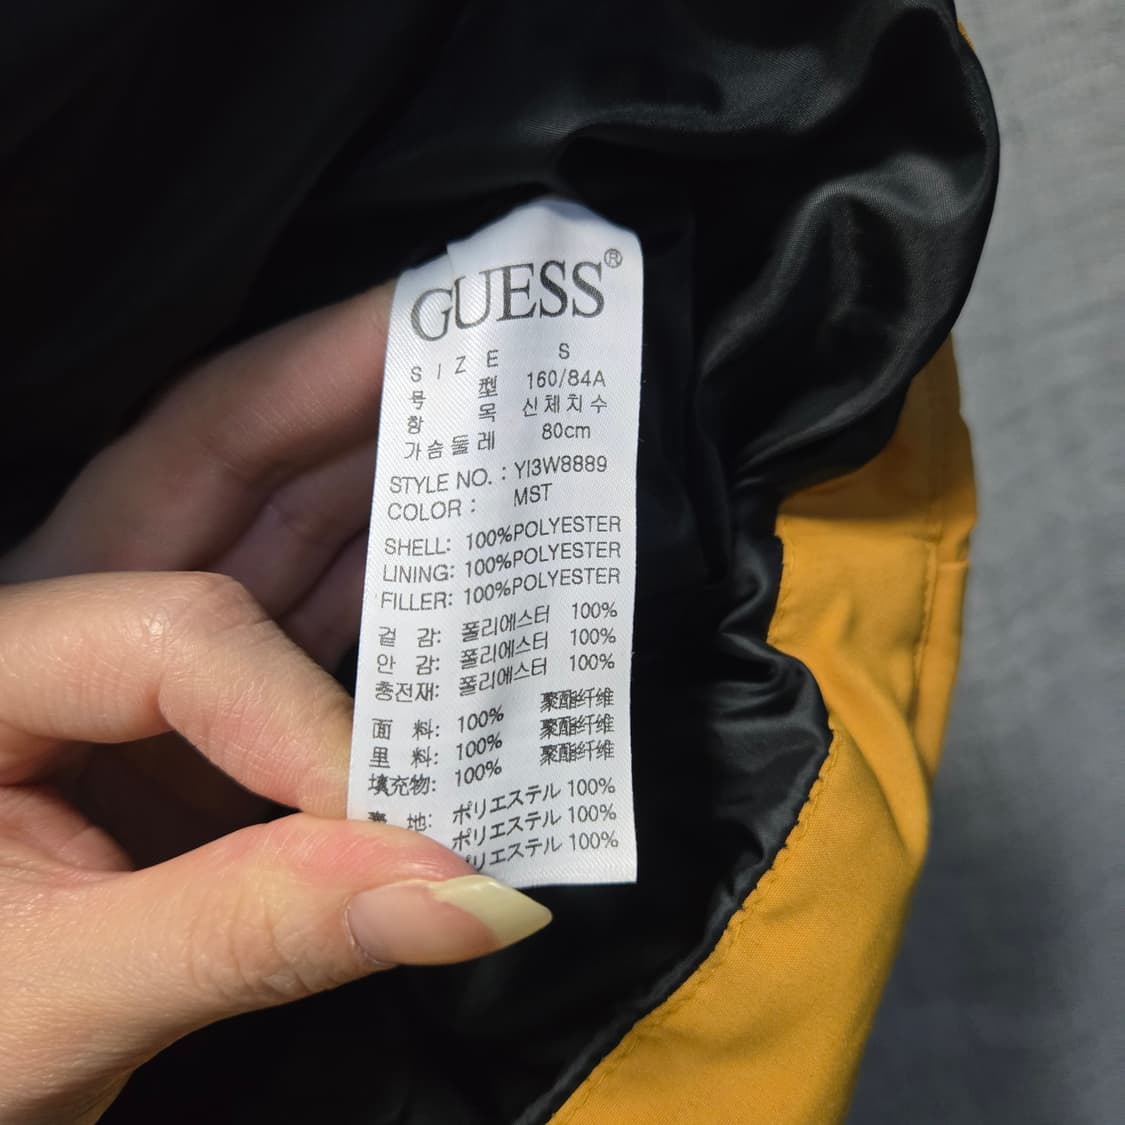 GUESS®
SIZE S
号 型 160/84A
항 목 신체치수
가슴둘레 80cm
STYLE NO. : YI3W8889
COLOR : MST
SHELL: 100%POLYESTER
LINING: 100%POLYESTER
FILLER: 100%POLYESTER
겉 감: 폴리에스터 100%
안 감: 폴리에스터 100%
충전재: 폴리에스터 100%
面 料: 100% 聚酯纤维
里 料: 100% 聚酯纤维
填充物: 100% 聚酯纤维
地: ポリエステル 100%
ポリエステル 100%
ポリエステル 100%